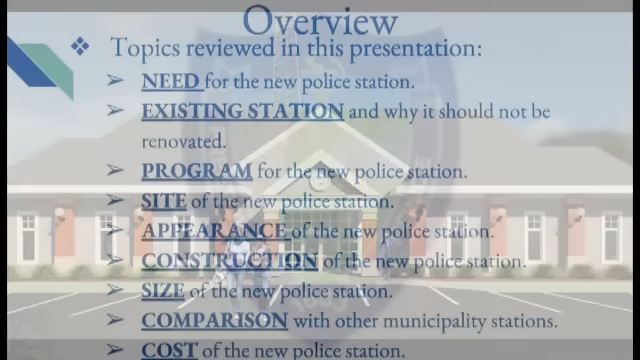 Overview
Topics reviewed in this presentation:
NEED for the new police station.
EXISTING STATION and why it should not be
renovated.
PROGRAM for the new police station.
SITE of the new police station.
APPEARANCE of the new police station.
CONSTRUCTION of the new police station.
SIZE of the new police station.
COMPARISON with other municipality stations.
COST of the new police station.